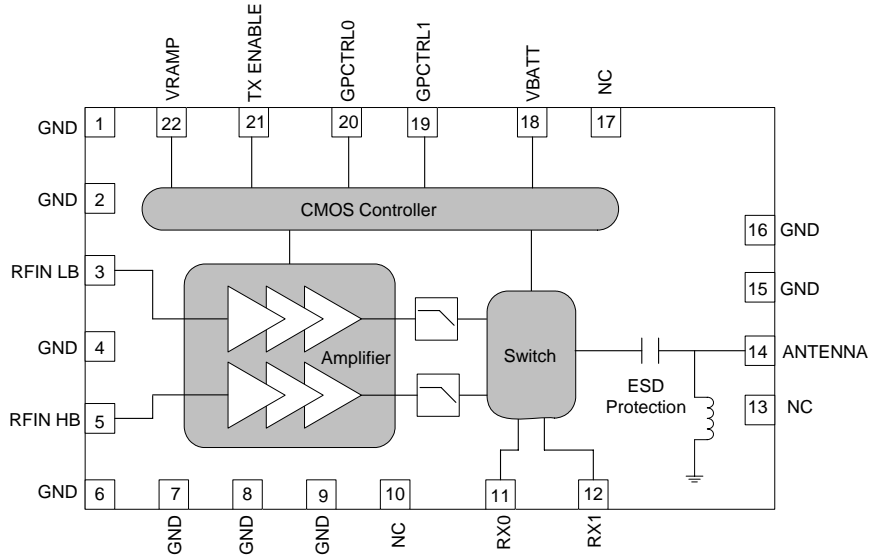 VRAMP
TX ENABLE
GPCTRL0
GPCTRL1
VBATT
NC
GND 1
22
21
20
19
18
17
GND 2
CMOS Controller
16 GND
RFIN LB 3
15 GND
GND 4
Amplifier
Switch
14 ANTENNA
ESD
Protection
13 NC
RFIN HB 5
GND 6
7
8
9
10
11
12
GND
GND
GND
NC
RX0
RX1